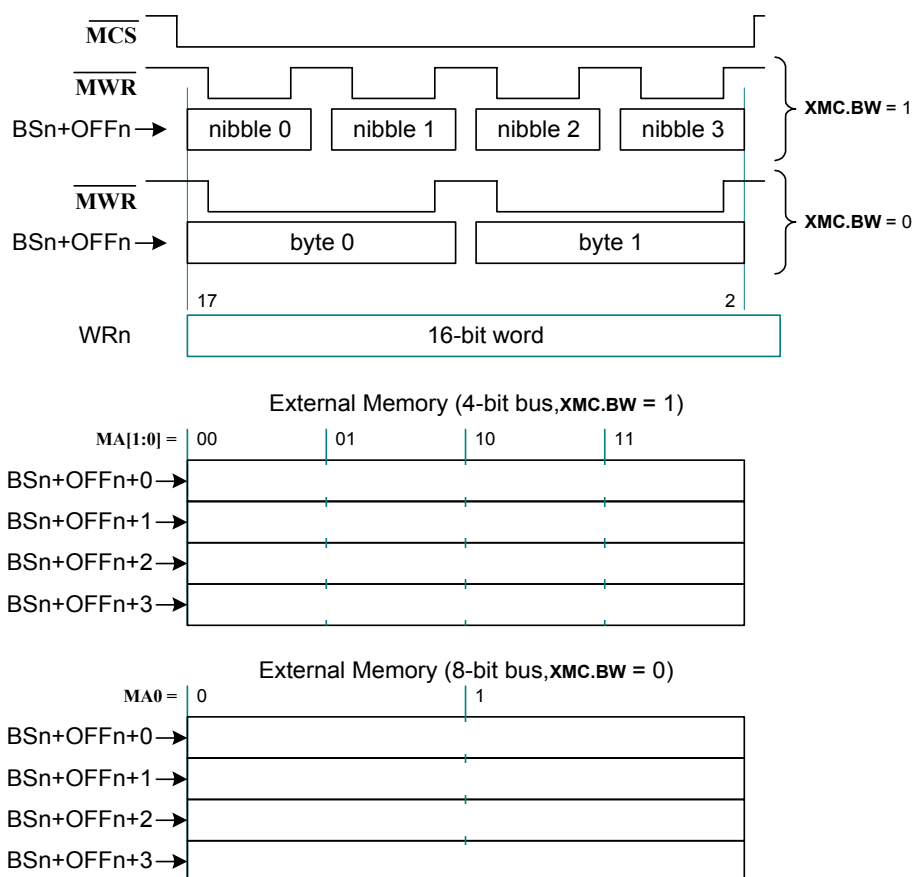 MCS
MWR
BSn+OFFn
nibble 0 nibble 1 nibble 2 nibble 3
XMC.BW = 1
MWR
BSn+OFFn
byte 0 byte 1
XMC.BW = 0
17 2
WRn
16-bit word
External Memory (4-bit bus,XMC.BW = 1)
MA[1:0] = 00 01 10 11
BSn+OFFn+0
BSn+OFFn+1
BSn+OFFn+2
BSn+OFFn+3
External Memory (8-bit bus,XMC.BW = 0)
MA0 = 0 1
BSn+OFFn+0
BSn+OFFn+1
BSn+OFFn+2
BSn+OFFn+3